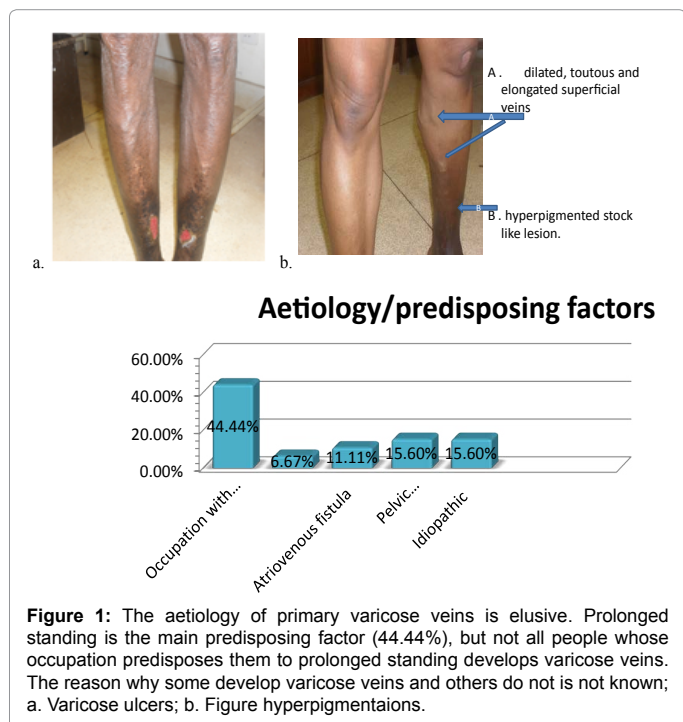 A . dilated, toutous and
elongated superficial
veins
A
B
B . hyperpigmented stock
like lesion.
a.
b.
Aetiology/predisposing factors
60.00%
40.00%
20.00%
0.00%
44.44%
6.67%
11.11%
15.60%
15.60%
Occupation with…
Atriovenous fistula
Pelvic…
Idiopathic
Figure 1: The aetiology of primary varicose veins is elusive. Prolonged
standing is the main predisposing factor (44.44%), but not all people whose
occupation predisposes them to prolonged standing develops varicose veins.
The reason why some develop varicose veins and others do not is not known;
a. Varicose ulcers; b. Figure hyperpigmentaions.